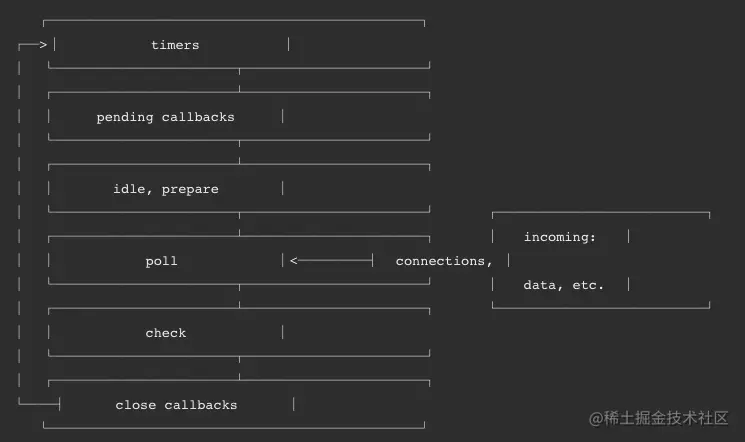 timers
pending callbacks
idle, prepare
incoming:
poll
connections,
data, etc.
check
close callbacks
@稀土掘金技术社区